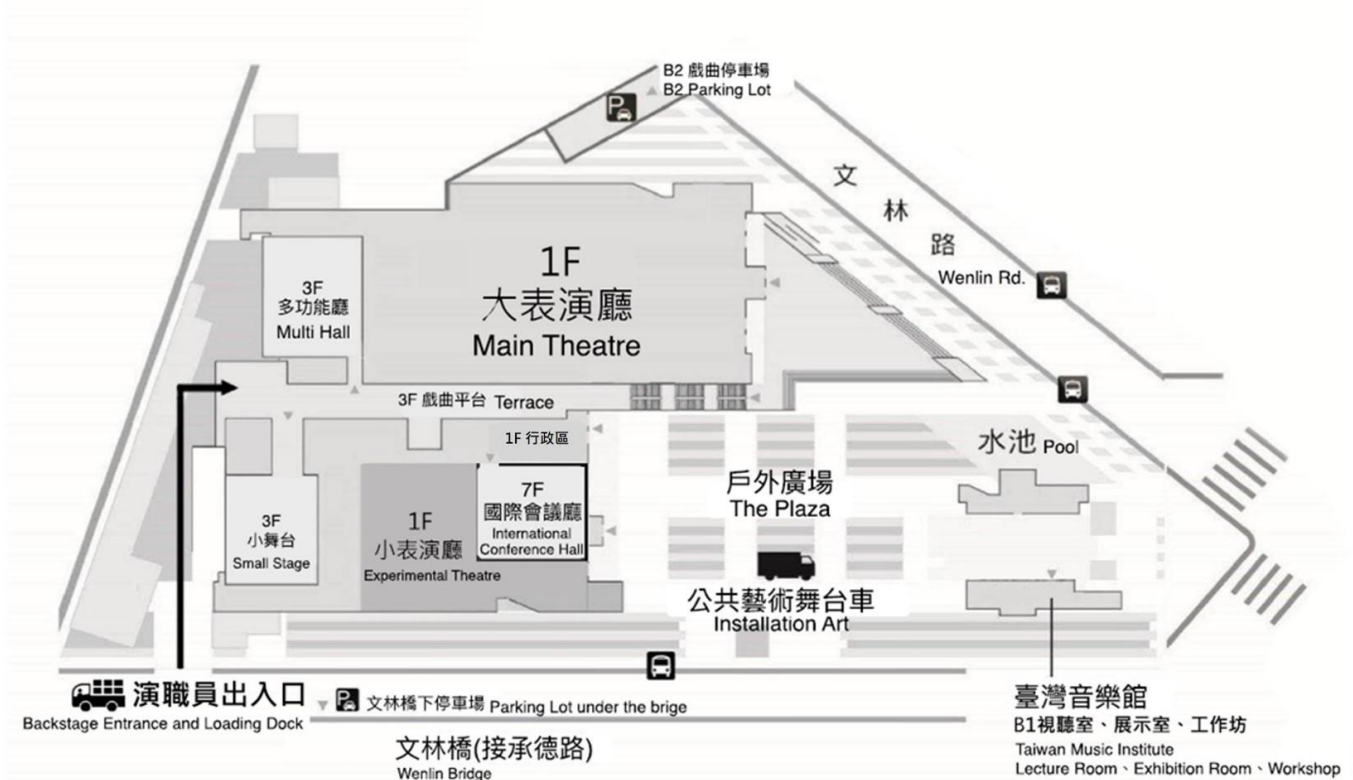 B2 戲曲停車場
B2 Parking Lot
P
文
林
路
Wenlin Rd.
1F
大表演廳
Main Theatre
3F
多功能廳
Multi Hall
3F 戲曲平台 Terrace
1F 行政區
水池 Pool
7F
國際會議廳
International
Conference Hall
戶外廣場
The Plaza
1F
小表演廳
Experimental Theatre
3F
小舞台
Small Stage
公共藝術舞台車
Installation Art
演職員出入口
Backstage Entrance and Loading Dock
P 文林橋下停車場 Parking Lot under the brige
臺灣音樂館
B1視聽室、展示室、工作坊
Taiwan Music Institute
Lecture Room、Exhibition Room、Workshop
文林橋(接承德路)
Wenlin Bridge